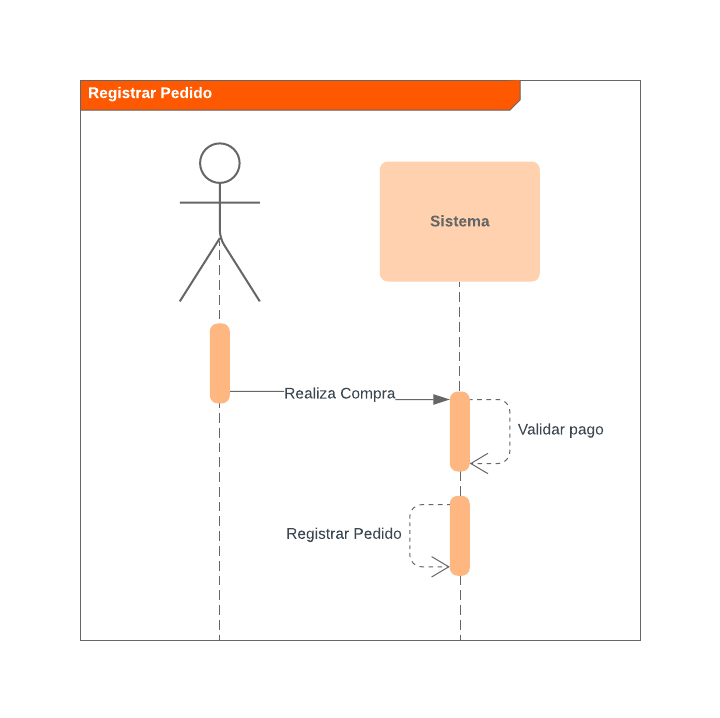 Registrar Pedido
Sistema
Realiza Compra
Validar pago
Registrar Pedido